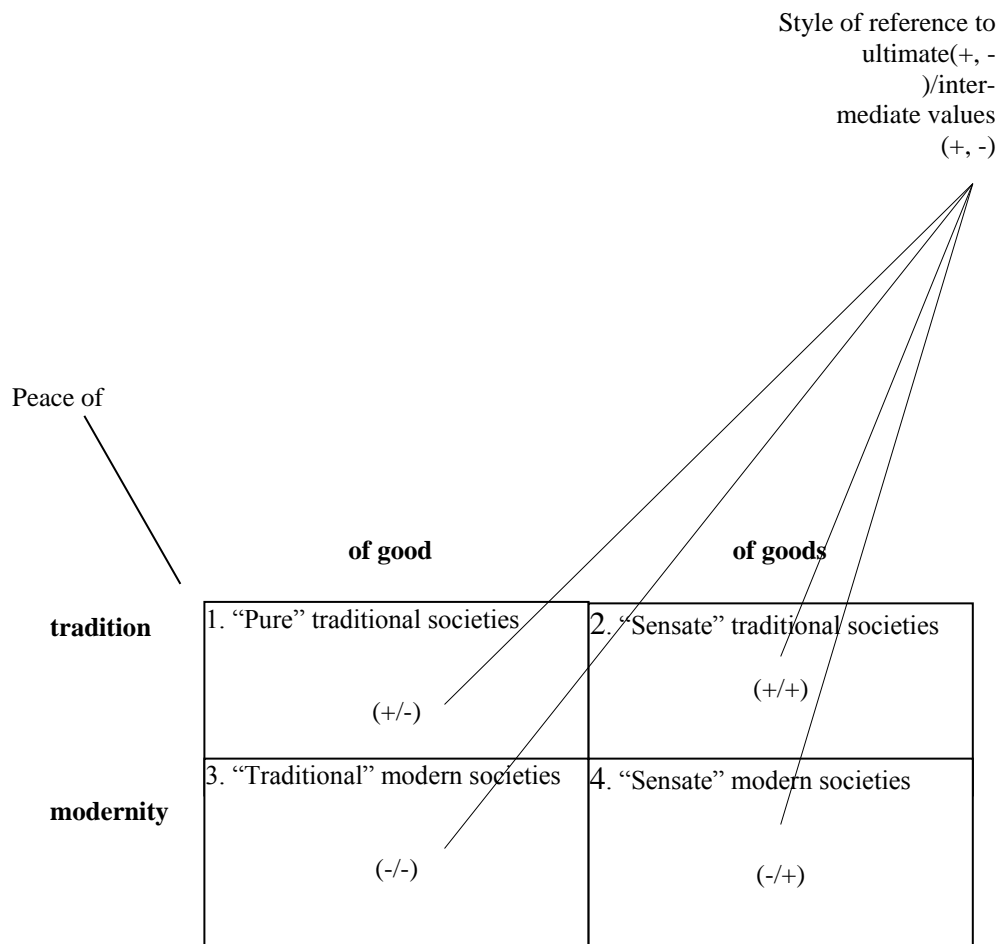 Style of reference to
ultimate(+, -
)/inter-
mediate values
(+, -)
Peace of
of good
of goods
tradition
1. “Pure” traditional societies
2. “Sensate” traditional societies
(+/-)
(+/+)
modernity
3. “Traditional” modern societies
4. “Sensate” modern societies
(-/-)
(-/+)